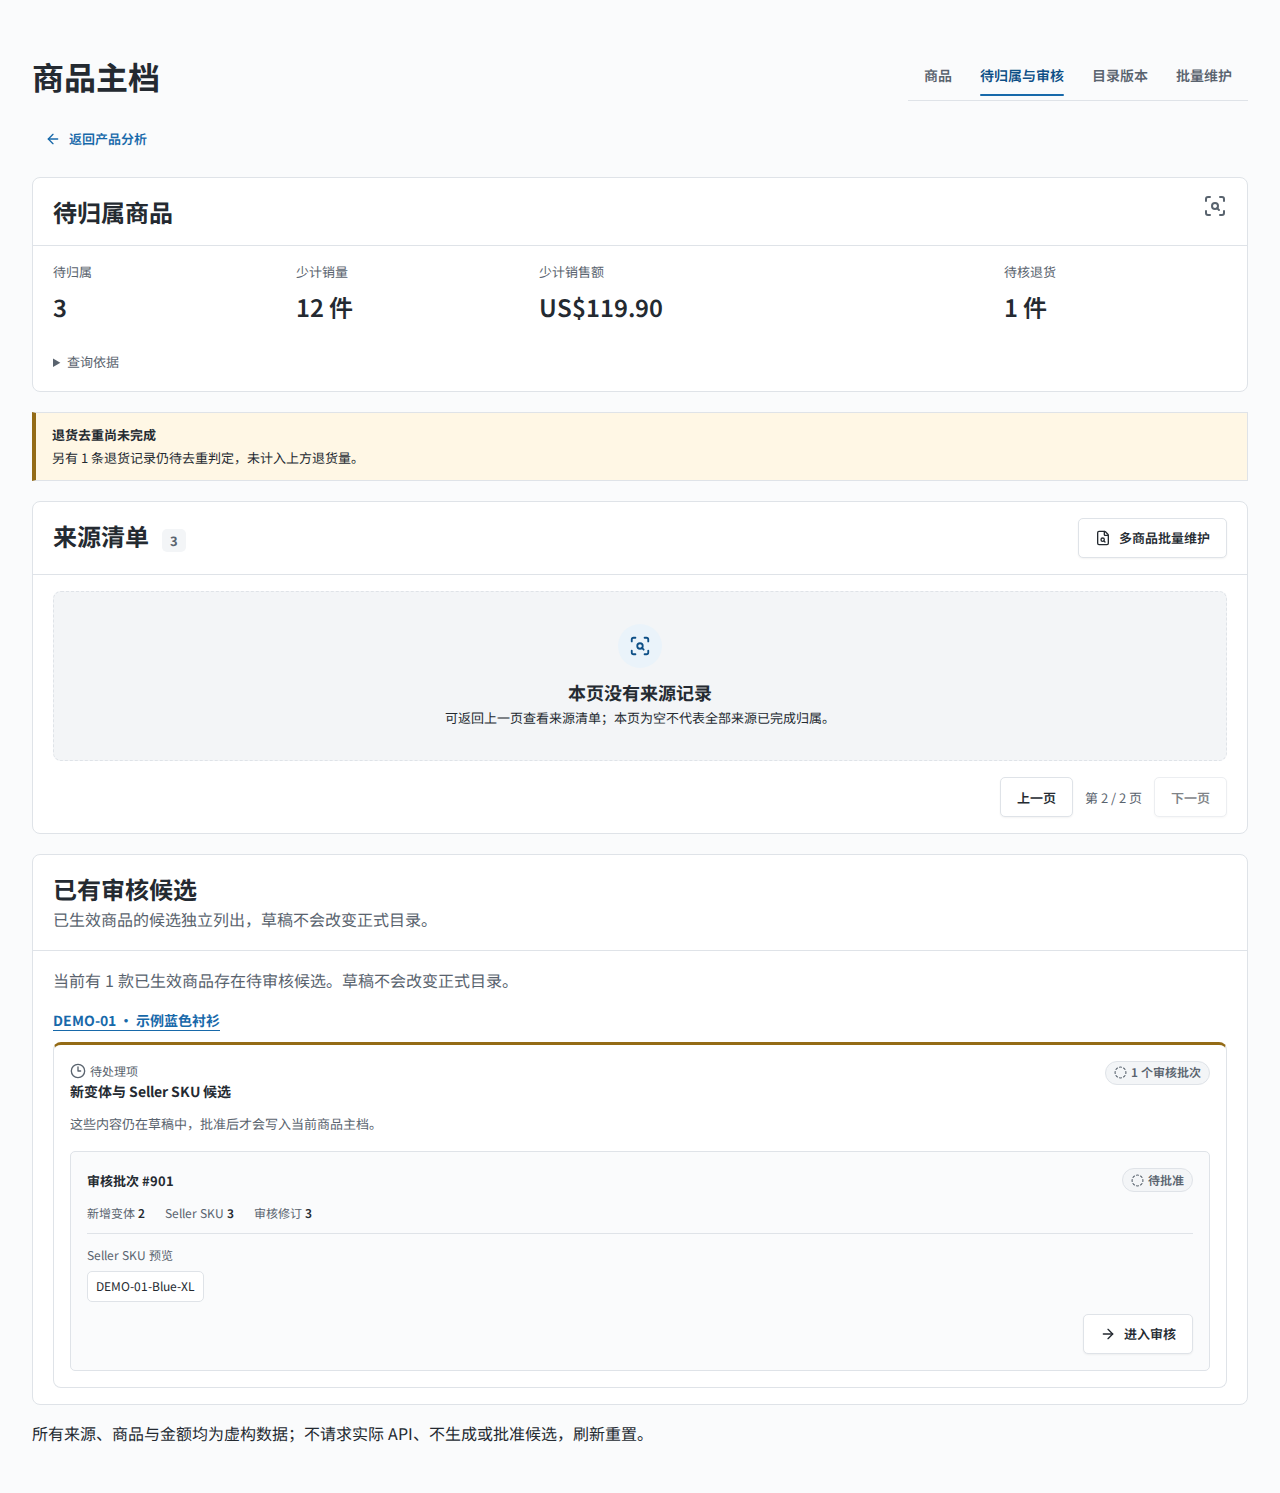 商品主档
商品
待归属与审核
目录版本
批量维护
返回产品分析
待归属商品
待归属
少计销量
少计销售额
待核退货
3
12 件
US$119.90
1 件
查询依据
退货去重尚未完成
另有 1 条退货记录仍待去重判定，未计入上方退货量。
来源清单 3
多商品批量维护
本页没有来源记录
可返回上一页查看来源清单；本页为空不代表全部来源已完成归属。
上一页
第 2 / 2 页
下一页
已有审核候选
已生效商品的候选独立列出，草稿不会改变正式目录。
当前有 1 款已生效商品存在待审核候选。草稿不会改变正式目录。
DEMO-01 · 示例蓝色衬衫
待处理项
1 个审核批次
新变体与 Seller SKU 候选
这些内容仍在草稿中，批准后才会写入当前商品主档。
审核批次 #901
待批准
新增变体 2 Seller SKU 3 审核修订 3
Seller SKU 预览
DEMO-01-Blue-XL
进入审核
所有来源、商品与金额均为虚构数据；不请求实际 API、不生成或批准候选，刷新重置。